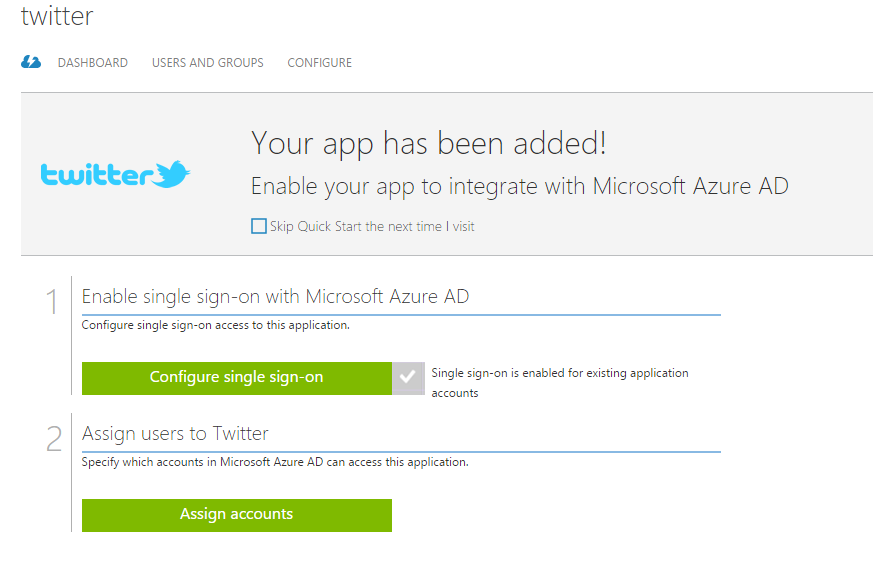 twitter
DASHBOARD USERS AND GROUPS CONFIGURE
twitter
Your app has been added!
Enable your app to integrate with Microsoft Azure AD
Skip Quick Start the next time I visit
1 Enable single sign-on with Microsoft Azure AD
Configure single sign-on access to this application.
Configure single sign-on
Single sign-on is enabled for existing application
accounts
2 Assign users to Twitter
Specify which accounts in Microsoft Azure AD can access this application.
Assign accounts